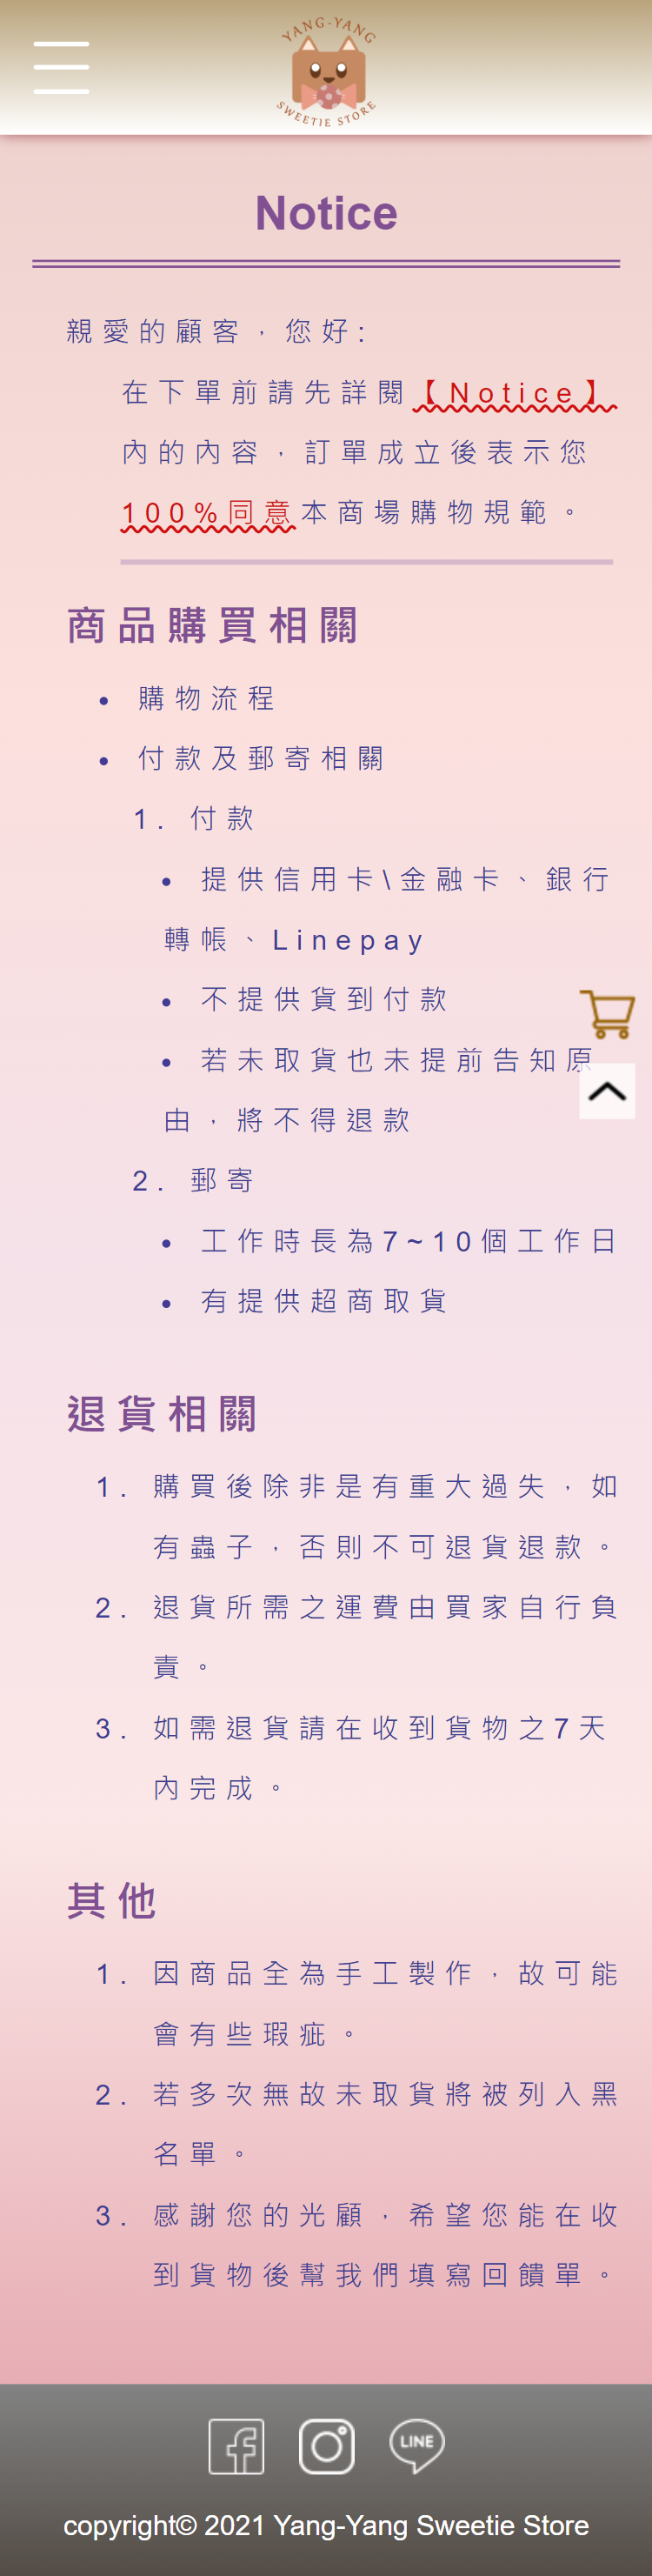 YANG-YANG
SWEETIE STORE
Notice
親愛的顧客，您好:
在下單前請先詳閱【Notice】
內的內容，訂單成立後表示您
100%同意本商場購物規範。
商品購買相關
• 購物流程
• 付款及郵寄相關
1. 付款
• 提供信用卡\金融卡、銀行
轉帳、Linepay
• 不提供貨到付款
• 若未取貨也未提前告知原
由，將不得退款
2. 郵寄
• 工作時長為7~10個工作日
• 有提供超商取貨
退貨相關
1. 購買後除非是有重大過失，如
有蟲子，否則不可退貨退款。
2. 退貨所需之運費由買家自行負
責。
3. 如需退貨請在收到貨物之7天
內完成。
其他
1. 因商品全為手工製作，故可能
會有些瑕疵。
2. 若多次無故未取貨將被列入黑
名單。
3. 感謝您的光顧，希望您能在收
到貨物後幫我們填寫回饋單。
LINE
copyright© 2021 Yang-Yang Sweetie Store